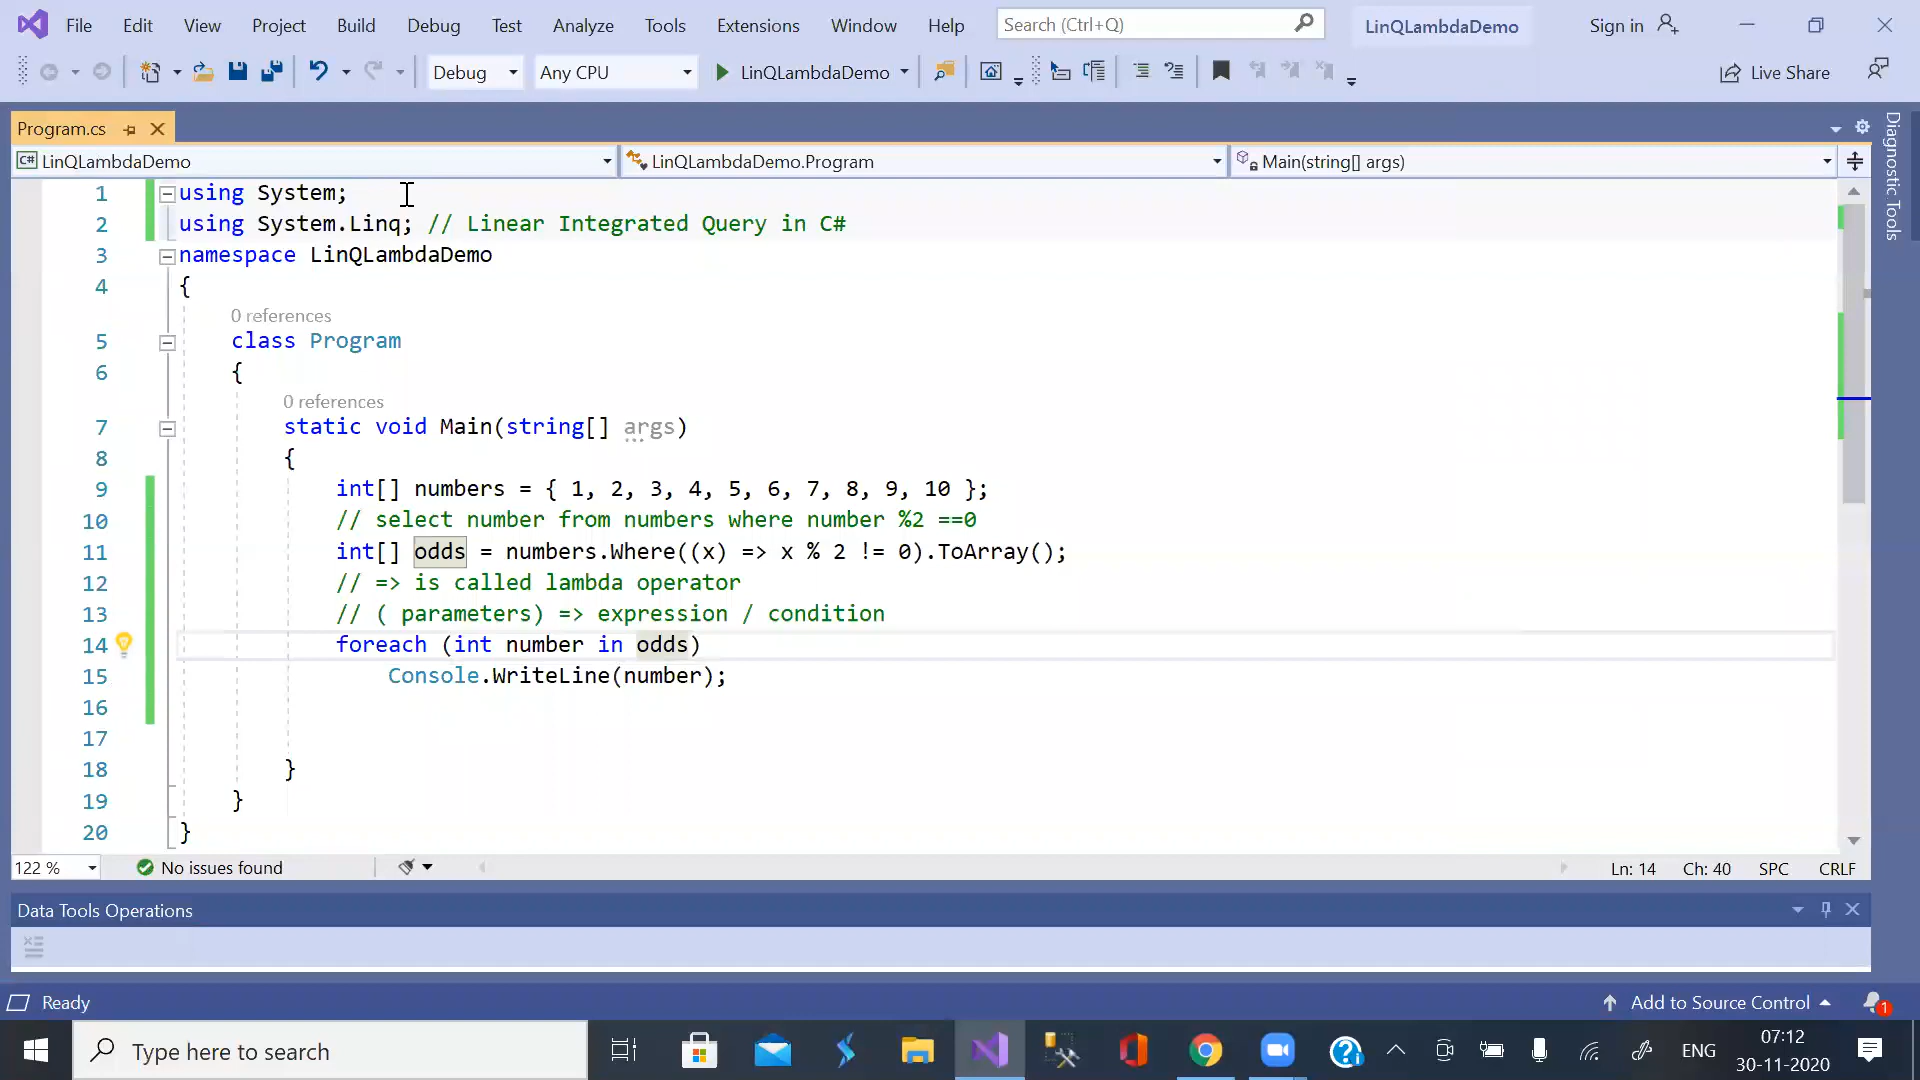 File Edit View Project Build Debug Test Analyze Tools Extensions Window Help Search (Ctrl+Q) LinQLambdaDemo Sign in
Debug Any CPU LinQLambdaDemo Live Share
Program.cs
Diagnostic Tools
C# LinQLambdaDemo LinQLambdaDemo.Program Main(string[] args)
1 using System;
2 using System.Linq; // Linear Integrated Query in C#
3 namespace LinQLambdaDemo
4 {
0 references
5 class Program
6 {
0 references
7 static void Main(string[] args)
8 {
9 int[] numbers = { 1, 2, 3, 4, 5, 6, 7, 8, 9, 10 };
10 // select number from numbers where number %2 ==0
11 int[] odds = numbers.Where((x) => x % 2 != 0).ToArray();
12 // => is called lambda operator
13 // ( parameters) => expression / condition
14 foreach (int number in odds)
15 Console.WriteLine(number);
16
17
18 }
19 }
20 }
122 % No issues found Ln: 14 Ch: 40 SPC CRLF
Data Tools Operations
Ready Add to Source Control 1
Type here to search ENG 07:12
30-11-2020